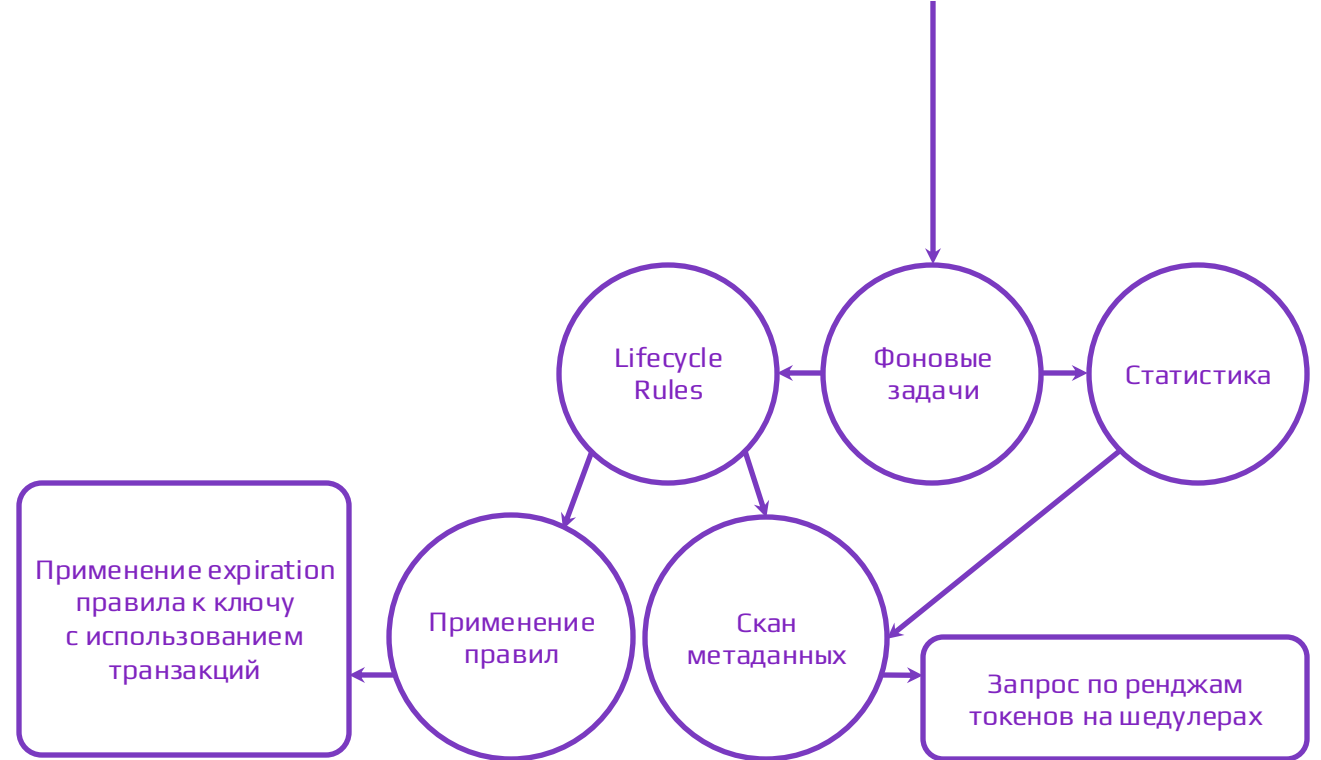 Lifecycle
Rules
Фоновые
задачи
Статистика
Применение expiration
правила к ключу
с использованием
транзакций
Применение
правил
Скан
метаданных
Запрос по ренджам
токенов на шедулерах